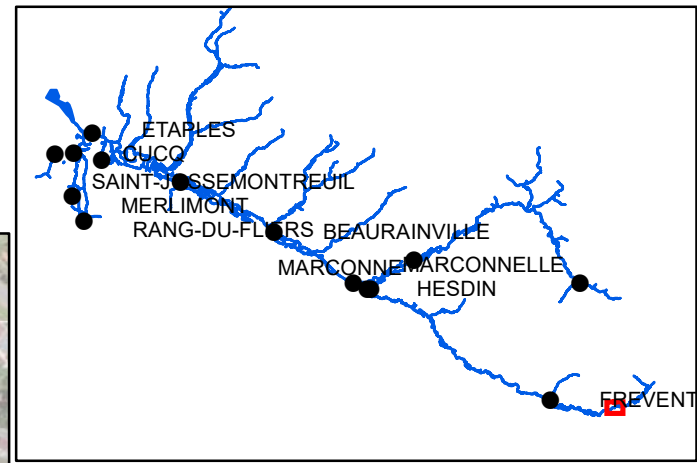 ETAPLES
CUCQ
SAINT-JOSSE MONTREUIL
MERLIMONT
RANG-DU-FLIERS
BEAURAINVILLE
MARCONNE MARCONNELLE
HESDIN
FREVENT